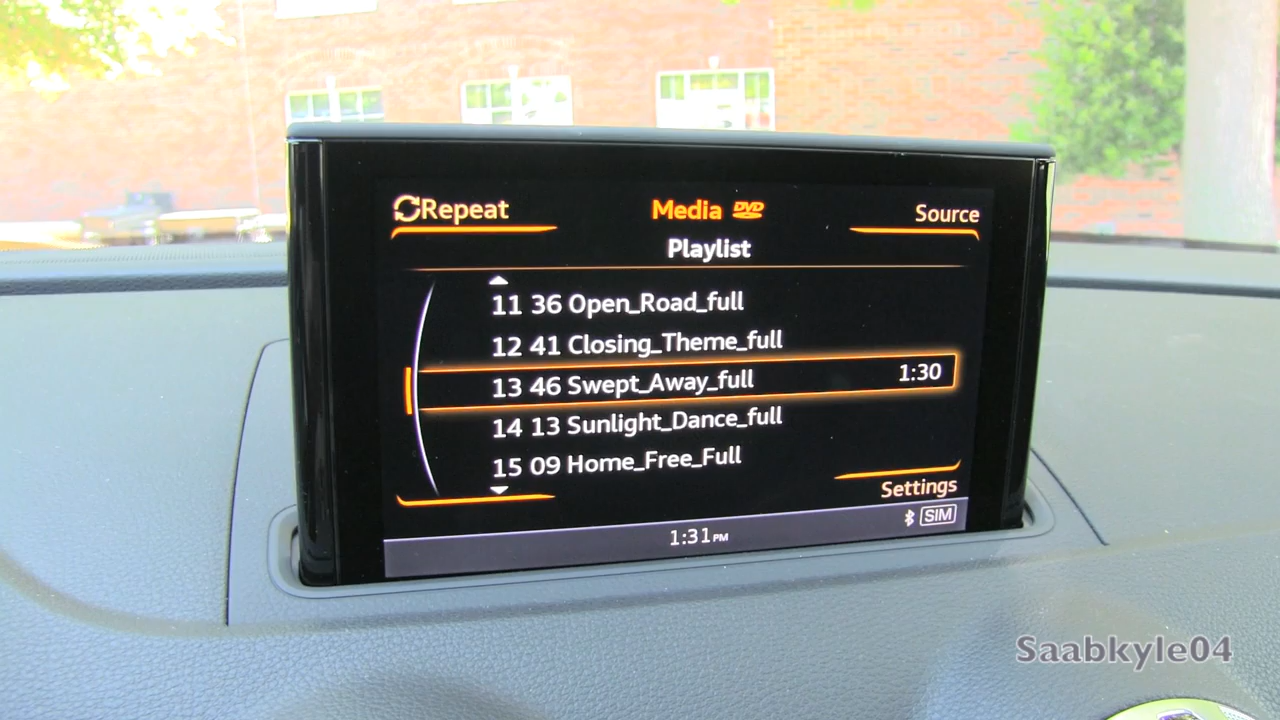 Repeat
Media DVD
Source
Playlist
11 36 Open_Road_full
12 41 Closing_Theme_full
13 46 Swept_Away_full 1:30
14 13 Sunlight_Dance_full
15 09 Home_Free_Full
Settings
SIM
1:31 PM
Saabkyle04